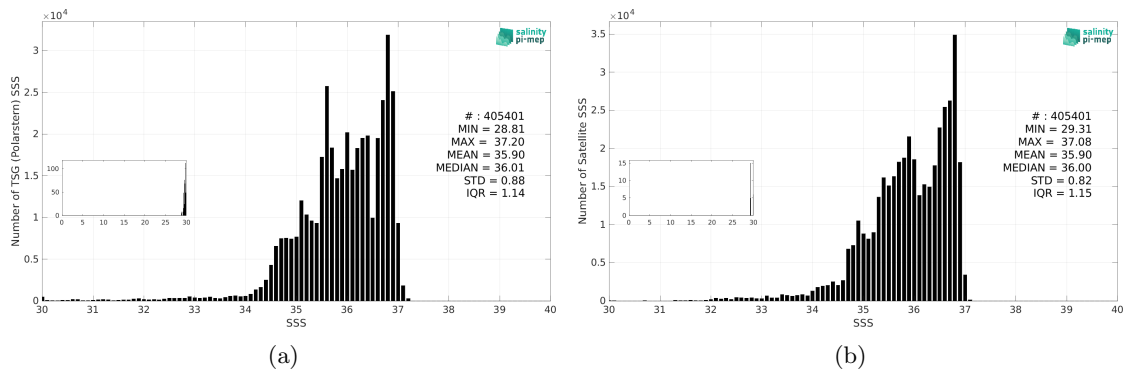 ×10⁴
3
2.5
2
1.5
1
0.5
0
Number of TSG (Polarstern) SSS
salinity
pi-mep
# : 405401
MIN = 28.81
MAX = 37.20
MEAN = 35.90
MEDIAN = 36.01
STD = 0.88
IQR = 1.14
100
50
0
0 5 10 15 20 25 30
30 31 32 33 34 35 36 37 38 39 40
SSS
(a)
×10⁴
3.5
3
2.5
2
1.5
1
0.5
0
Number of Satellite SSS
salinity
pi-mep
# : 405401
MIN = 29.31
MAX = 37.08
MEAN = 35.90
MEDIAN = 36.00
STD = 0.82
IQR = 1.15
15
10
5
0
0 5 10 15 20 25 30
30 31 32 33 34 35 36 37 38 39 40
SSS
(b)